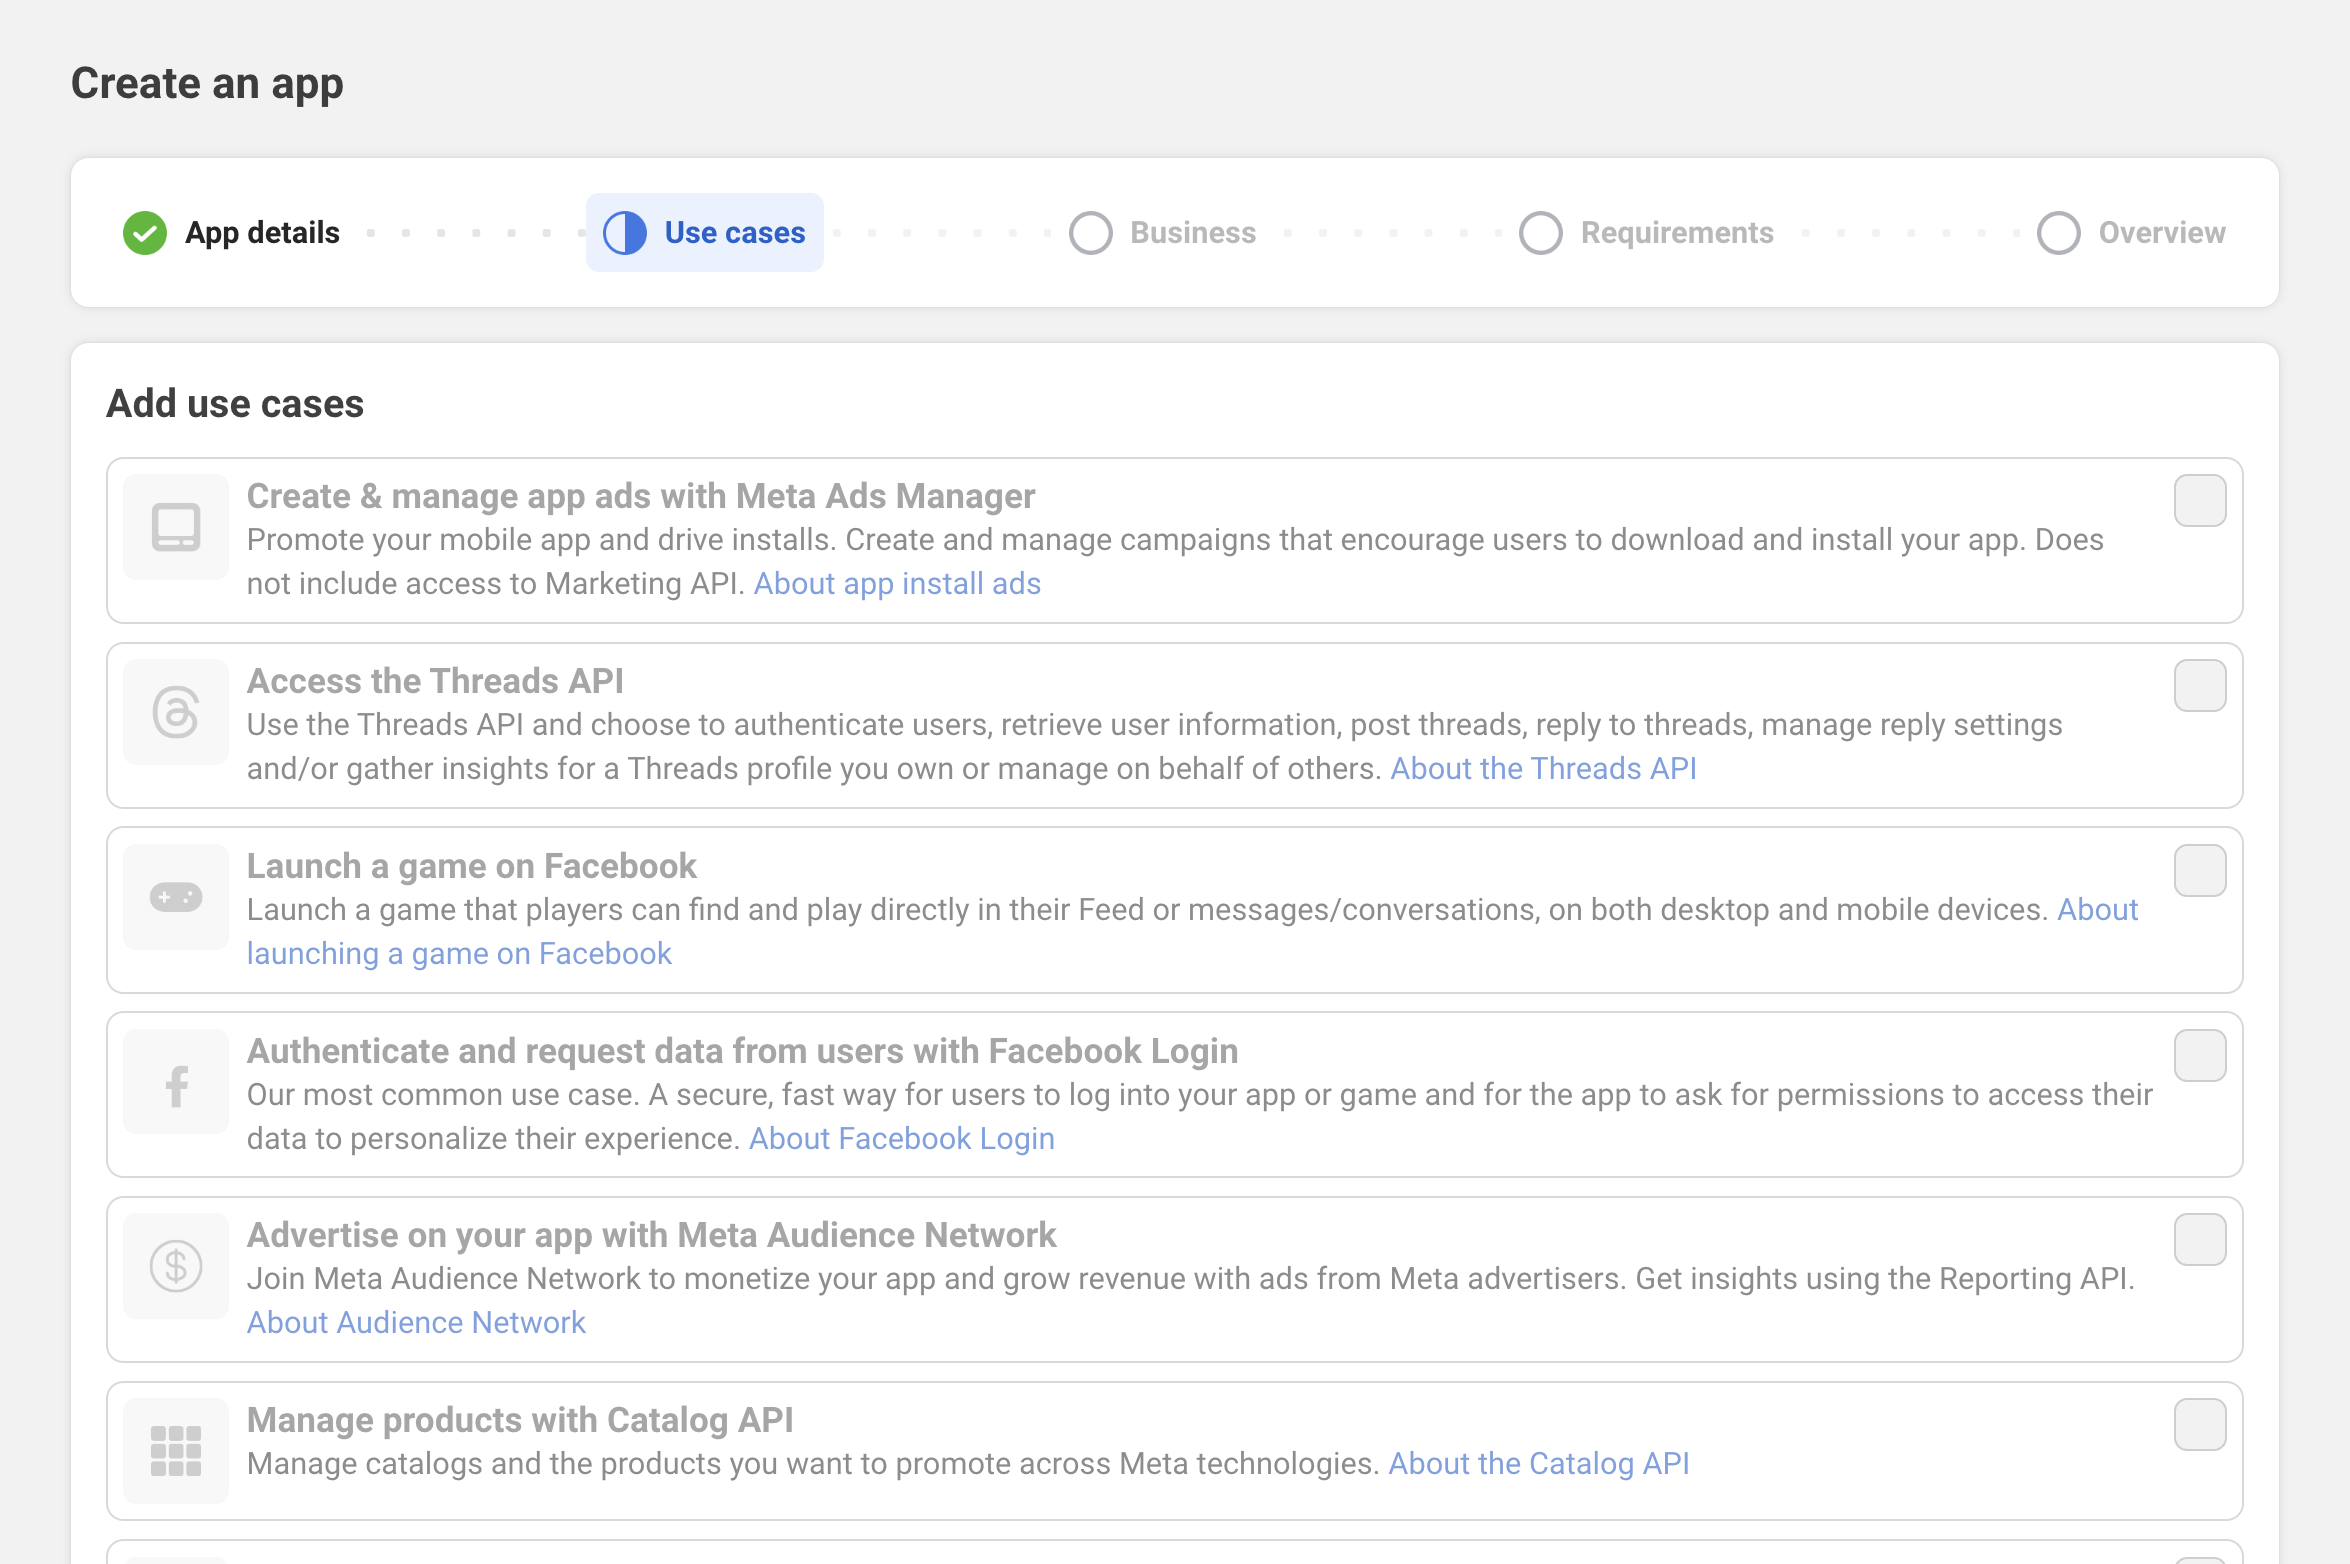 Create an app
App details
Use cases
Business
Requirements
Overview
Add use cases
Create & manage app ads with Meta Ads Manager
Promote your mobile app and drive installs. Create and manage campaigns that encourage users to download and install your app. Does
not include access to Marketing API. About app install ads
Access the Threads API
Use the Threads API and choose to authenticate users, retrieve user information, post threads, reply to threads, manage reply settings
and/or gather insights for a Threads profile you own or manage on behalf of others. About the Threads API
Launch a game on Facebook
Launch a game that players can find and play directly in their Feed or messages/conversations, on both desktop and mobile devices. About
launching a game on Facebook
Authenticate and request data from users with Facebook Login
Our most common use case. A secure, fast way for users to log into your app or game and for the app to ask for permissions to access their
data to personalize their experience. About Facebook Login
Advertise on your app with Meta Audience Network
Join Meta Audience Network to monetize your app and grow revenue with ads from Meta advertisers. Get insights using the Reporting API.
About Audience Network
Manage products with Catalog API
Manage catalogs and the products you want to promote across Meta technologies. About the Catalog API